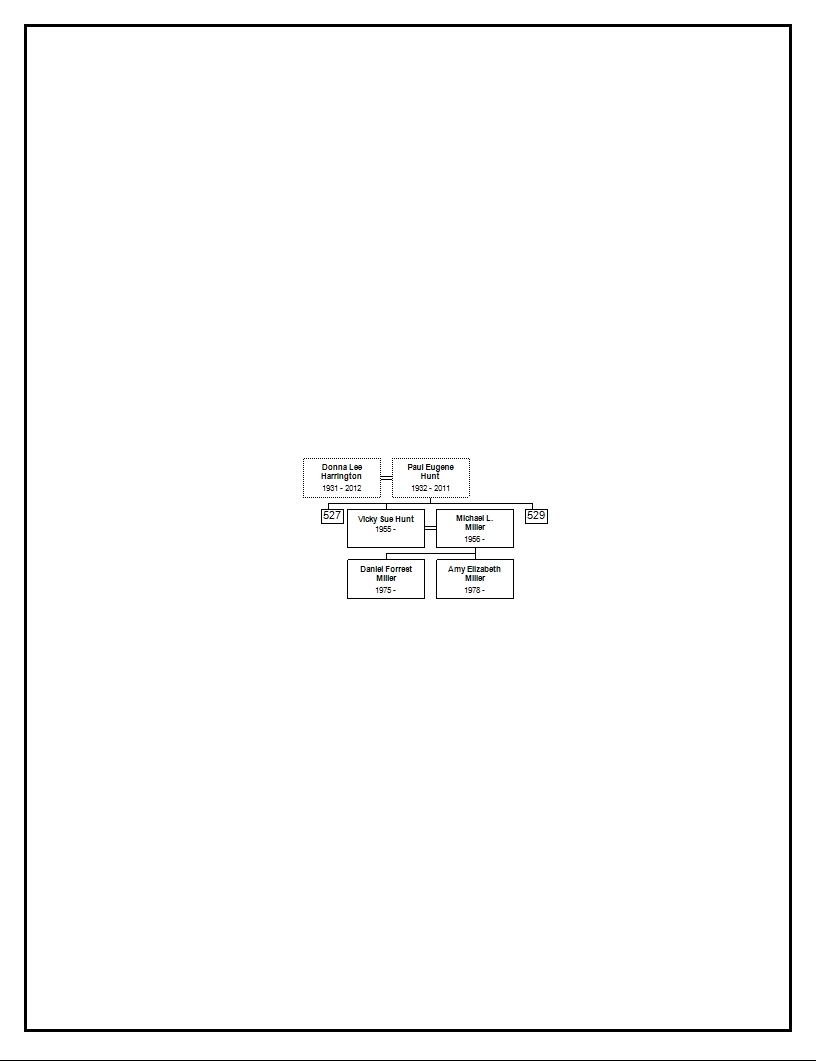 Donna Lee
Harrington
1931 - 2012
Paul Eugene
Hunt
1932 - 2011
527
Vicky Sue Hunt
1955 -
Michael L.
Miller
1956 -
529
Daniel Forrest
Miller
1975 -
Amy Elizabeth
Miller
1978 -